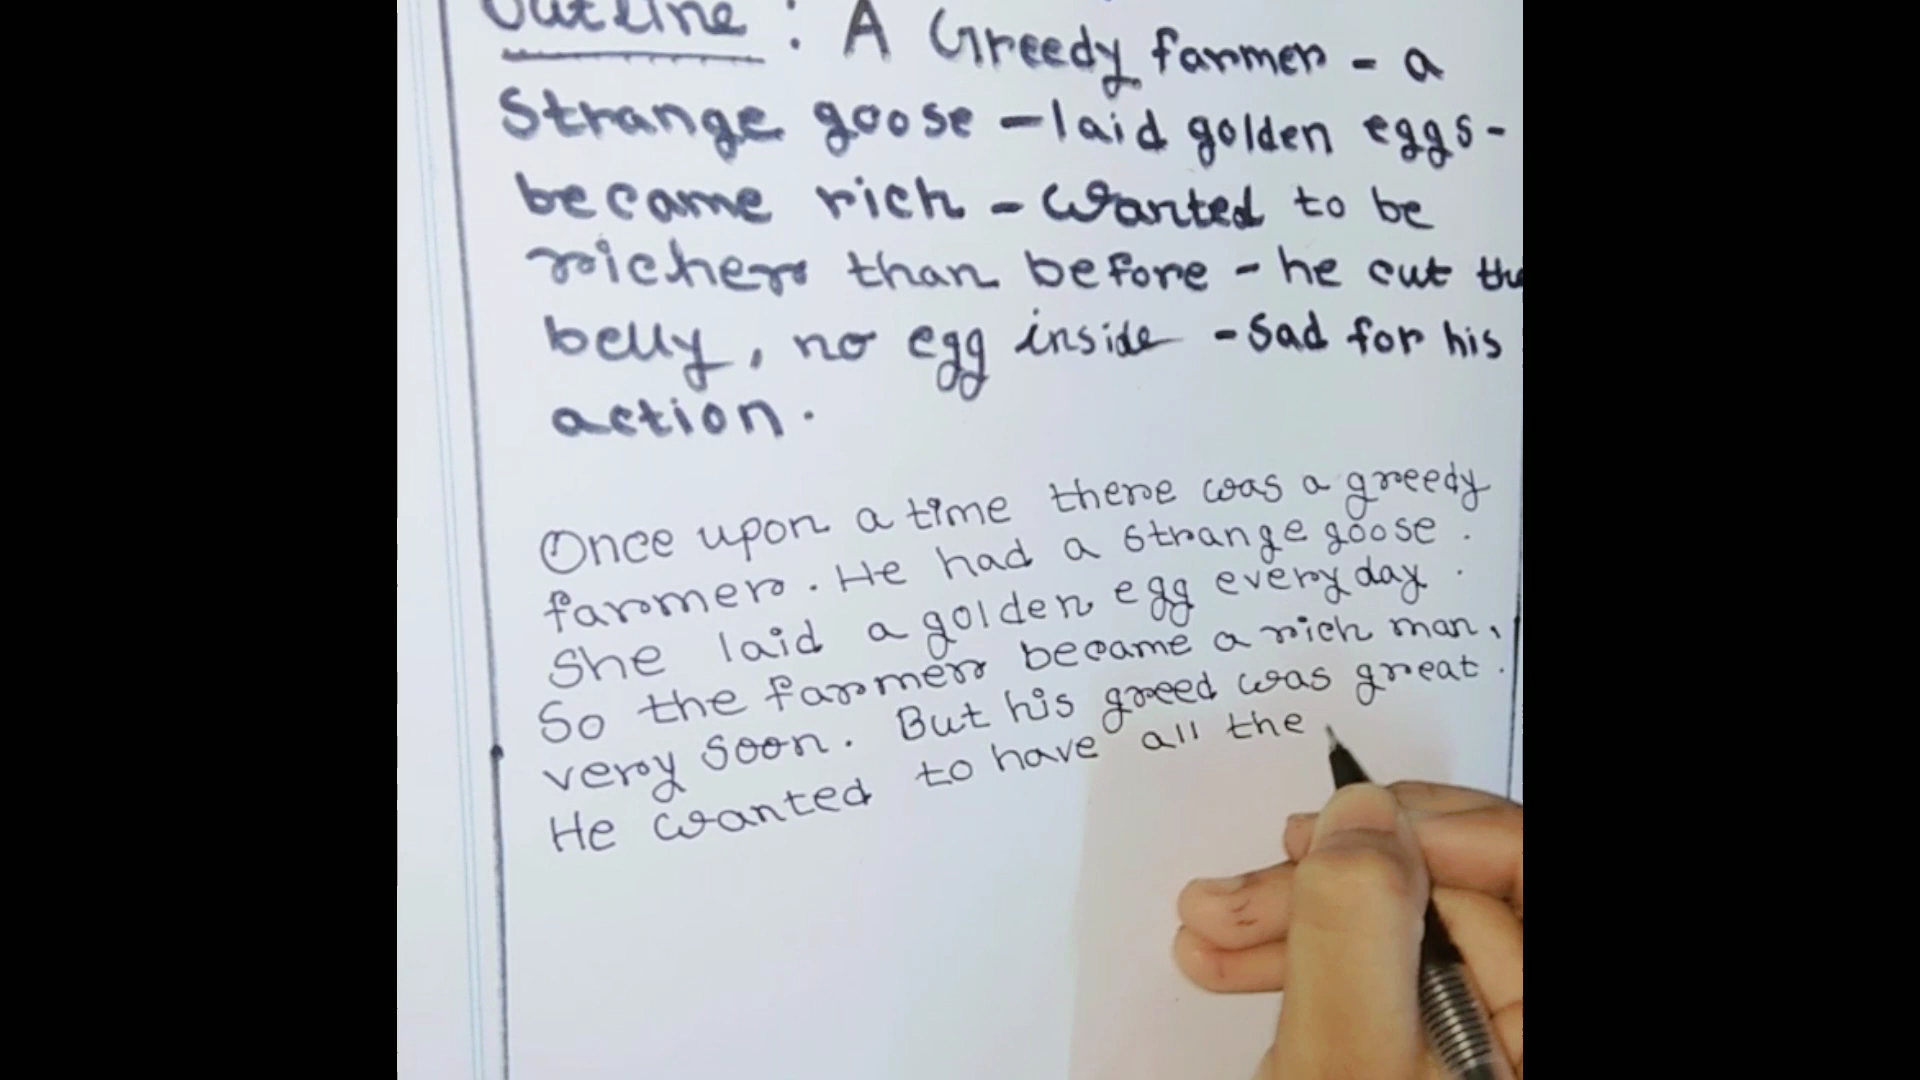 Outline : A Greedy farmer - a
Strange goose - laid golden eggs -
became rich - Wanted to be
richer than before - he cut the
belly, no egg inside - Sad for his
action.
Once upon a time there was a greedy
farmer. He had a strange goose.
She laid a golden egg everyday.
So the farmer became a rich man,
very soon. But his greed was great.
He wanted to have all the